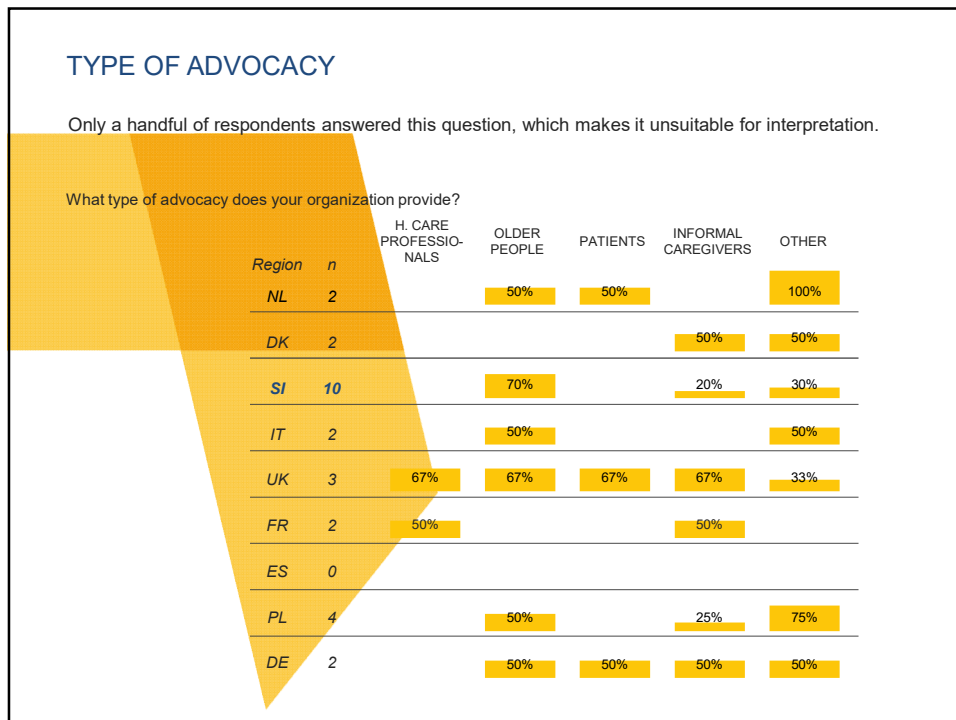 TYPE OF ADVOCACY
Only a handful of respondents answered this question, which makes it unsuitable for interpretation.
What type of advocacy does your organization provide?
H. CARE
PROFESSIO-
NALS
OLDER
PEOPLE
PATIENTS
INFORMAL
CAREGIVERS
OTHER
Region n
NL 2 50% 50% 100%
DK 2 50% 50%
SI 10 70% 20% 30%
IT 2 50% 50%
UK 3 67% 67% 67% 67% 33%
FR 2 50% 50%
ES 0
PL 4 50% 25% 75%
DE 2 50% 50% 50% 50%